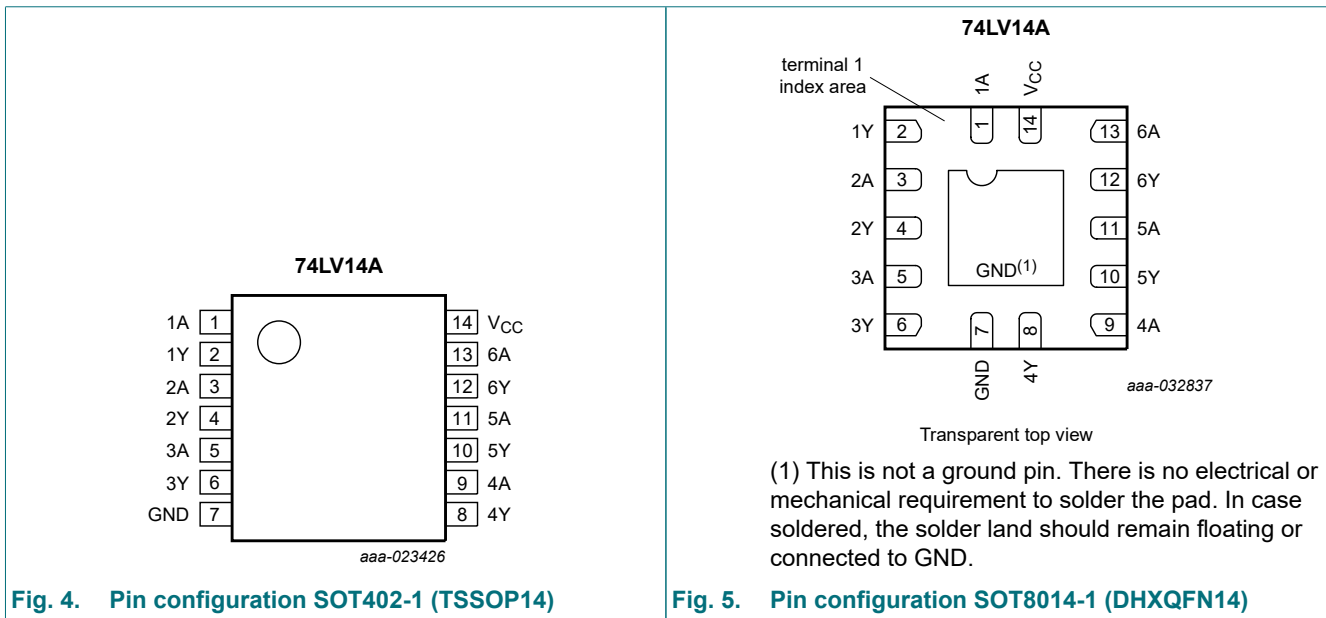 74LV14A
1A 1
14 VCC
1Y 2
13 6A
2A 3
12 6Y
2Y 4
11 5A
3A 5
10 5Y
3Y 6
9 4A
GND 7
8 4Y
aaa-023426
Fig. 4. Pin configuration SOT402-1 (TSSOP14)
74LV14A
terminal 1
index area
1A
VCC
1
14
1Y 2
13 6A
2A 3
12 6Y
2Y 4
11 5A
3A 5
GND(1)
10 5Y
3Y 6
9 4A
7
8
GND
4Y
aaa-032837
Transparent top view
(1) This is not a ground pin. There is no electrical or
mechanical requirement to solder the pad. In case
soldered, the solder land should remain floating or
connected to GND.
Fig. 5. Pin configuration SOT8014-1 (DHXQFN14)